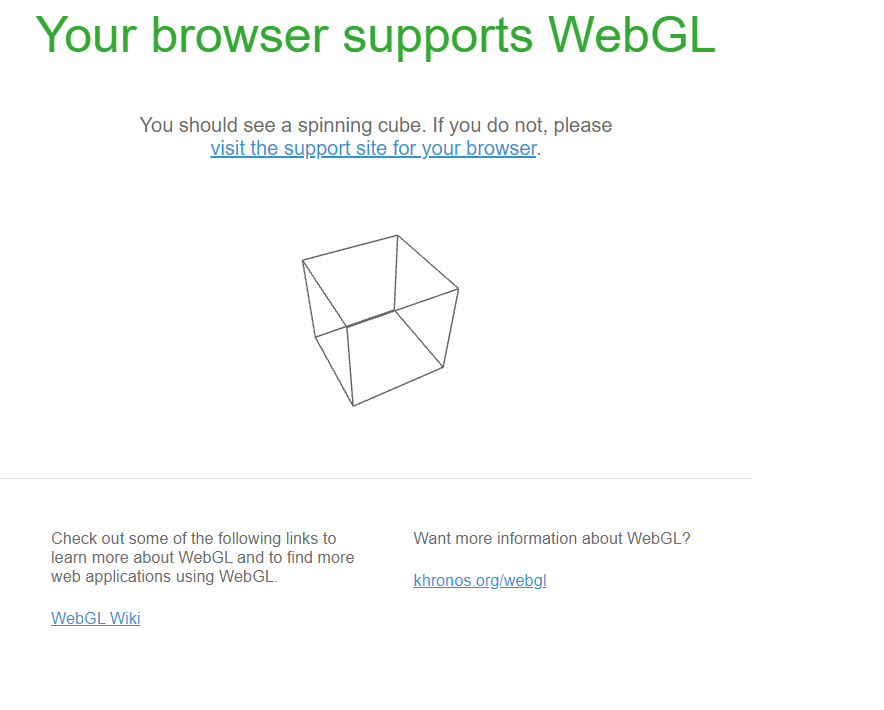 Your browser supports WebGL
You should see a spinning cube. If you do not, please
visit the support site for your browser.
Check out some of the following links to
learn more about WebGL and to find more
web applications using WebGL.
WebGL Wiki
Want more information about WebGL?
khronos.org/webgl